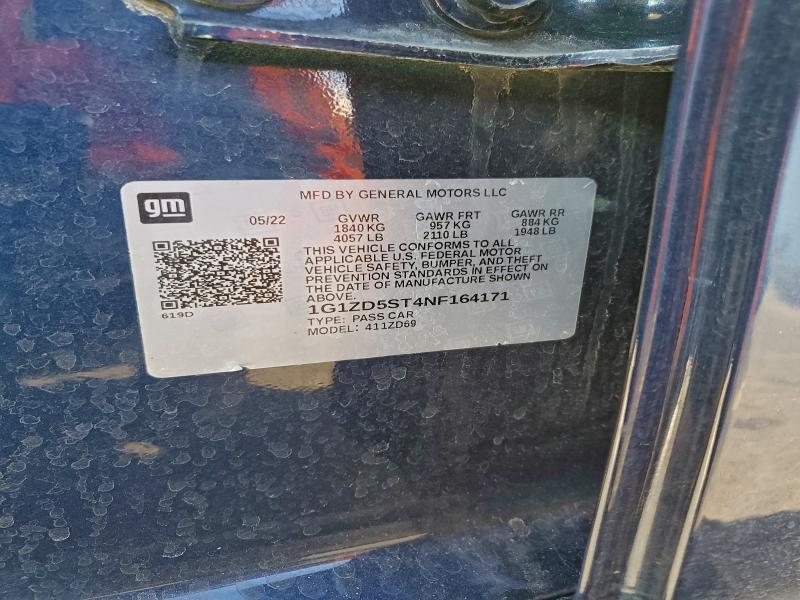 gm
MFD BY GENERAL MOTORS LLC
05/22 GVWR GAWR FRT GAWR RR
1840 KG 957 KG 884 KG
4057 LB 2110 LB 1948 LB
THIS VEHICLE CONFORMS TO ALL
APPLICABLE U.S. FEDERAL MOTOR
VEHICLE SAFETY, BUMPER, AND THEFT
PREVENTION STANDARDS IN EFFECT ON
THE DATE OF MANUFACTURE SHOWN
ABOVE.
619D
1G1ZD5ST4NF164171
TYPE: PASS CAR
MODEL: 411ZD69